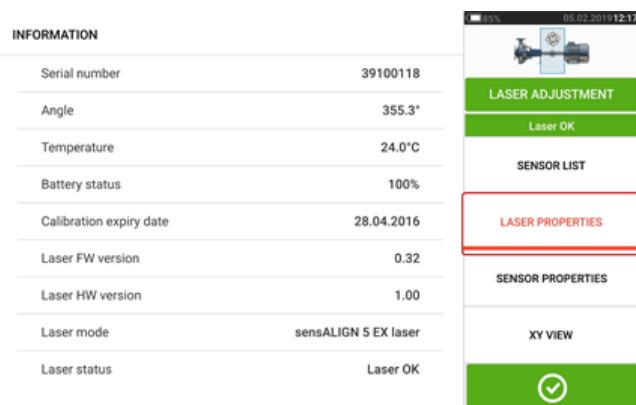 85% 05.02.2019 12:17
INFORMATION
Serial number 39100118
Angle 355.3°
Temperature 24.0°C
Battery status 100%
Calibration expiry date 28.04.2016
Laser FW version 0.32
Laser HW version 1.00
Laser mode sensALIGN 5 EX laser
Laser status Laser OK
LASER ADJUSTMENT
Laser OK
SENSOR LIST
LASER PROPERTIES
SENSOR PROPERTIES
XY VIEW